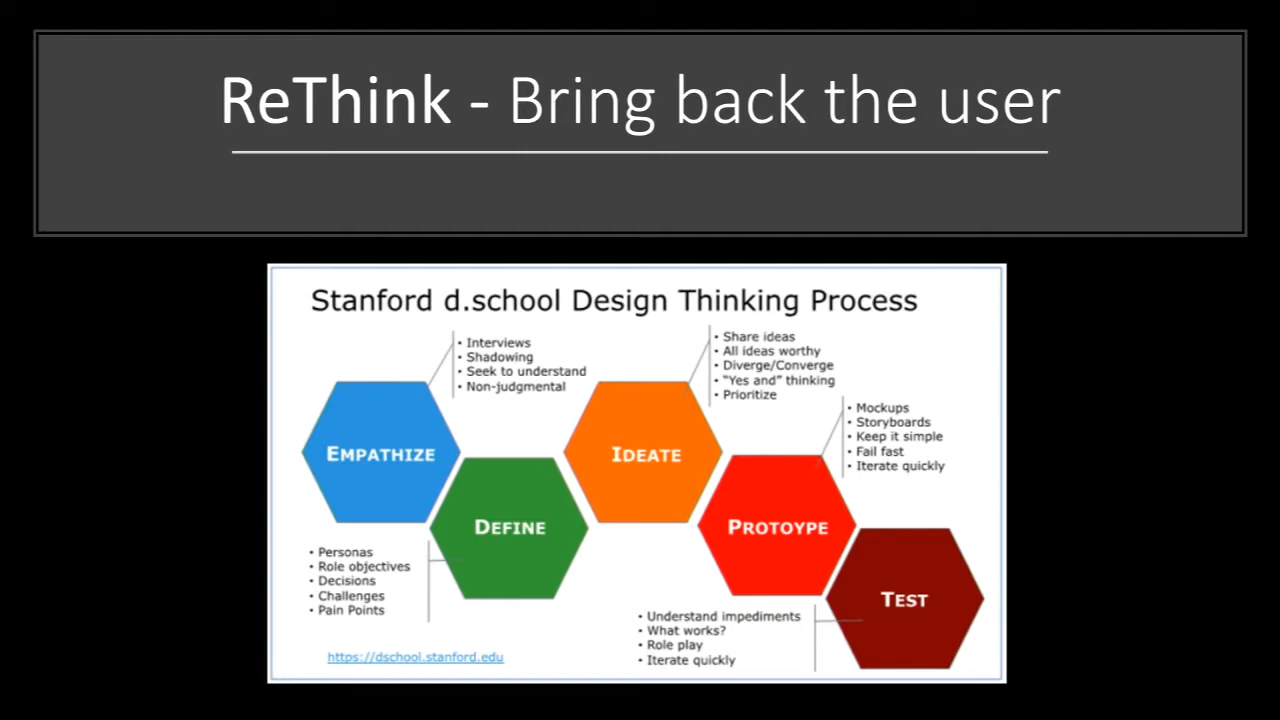 ReThink - Bring back the user
Stanford d.school Design Thinking Process
• Interviews
• Shadowing
• Seek to understand
• Non-judgmental
EMPATHIZE
• Personas
• Role objectives
• Decisions
• Challenges
• Pain Points
DEFINE
• Share ideas
• All ideas worthy
• Diverge/Converge
• "Yes and" thinking
• Prioritize
IDEATE
• Mockups
• Storyboards
• Keep it simple
• Fail fast
• Iterate quickly
PROTOYPE
• Understand impediments
• What works?
• Role play
• Iterate quickly
TEST
https://dschool.stanford.edu